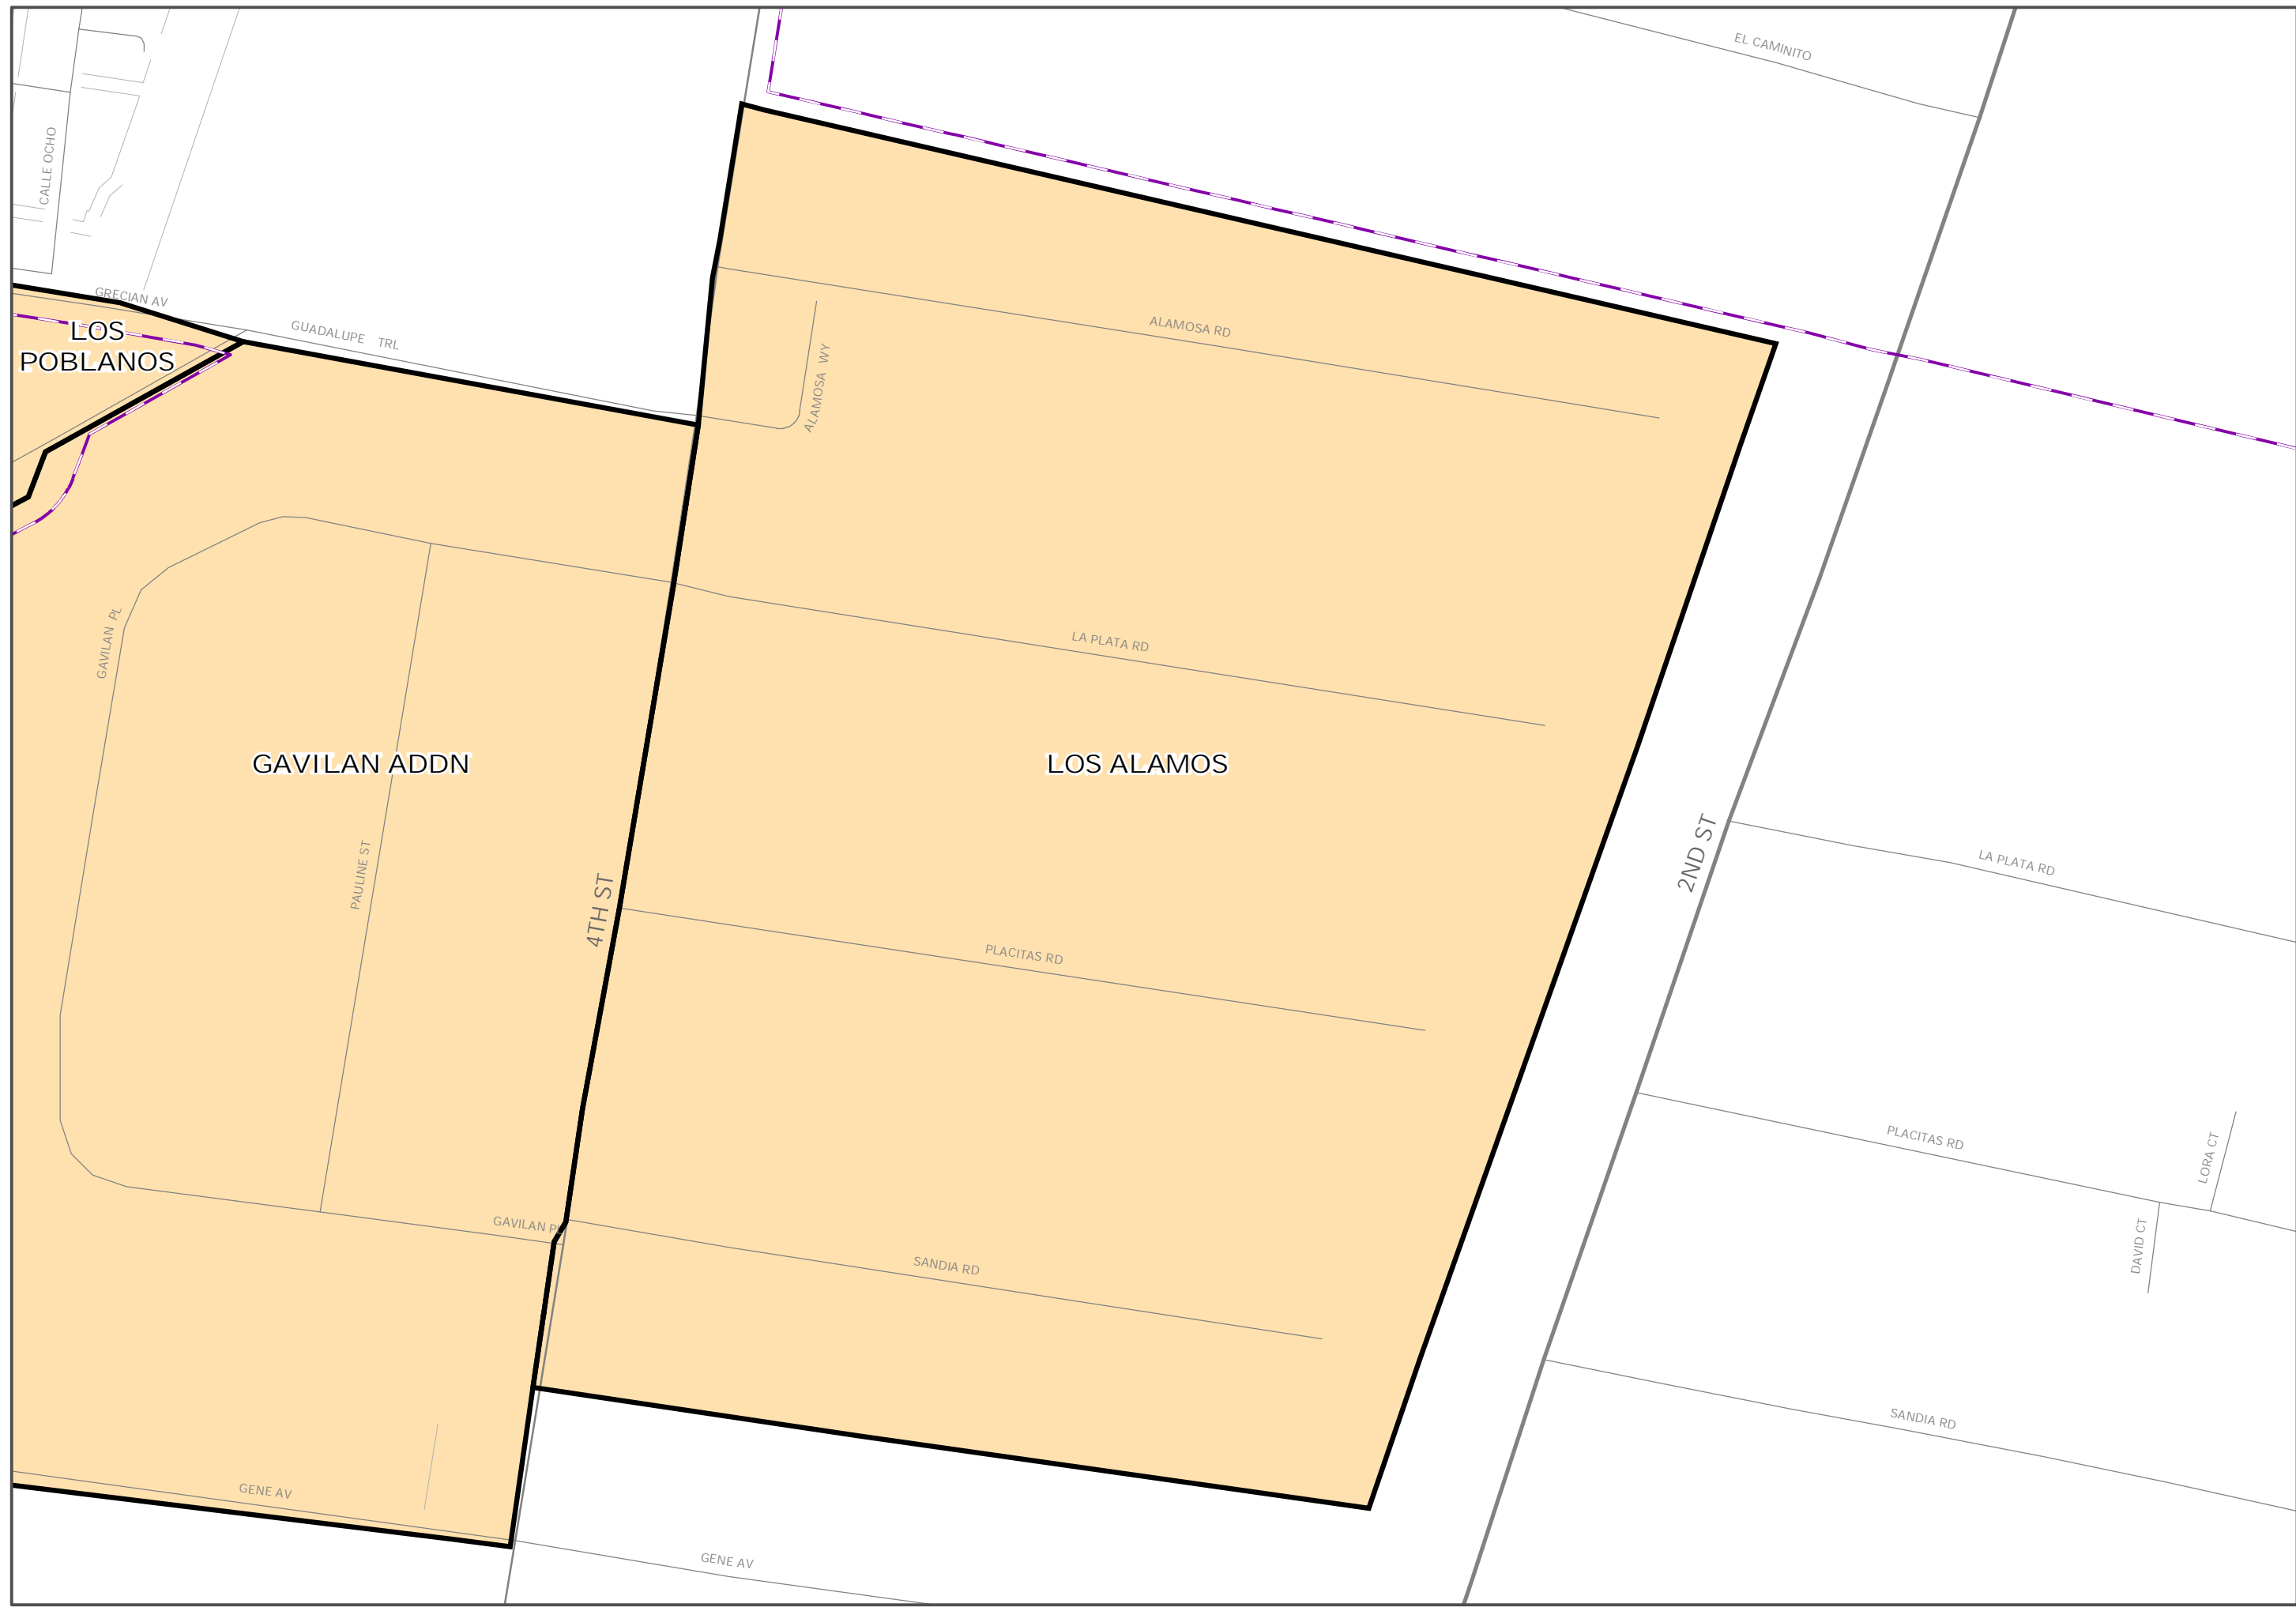 EL CAMINITO
CALLE OCHO
GRECIAN AV
GUADALUPE TRL
LOS
POBLANOS
ALAMOSA RD
ALAMOSA WY
GAVILAN PL
LA PLATA RD
GAVILAN ADDN
LOS ALAMOS
2ND ST
PAULINE ST
4TH ST
LA PLATA RD
PLACITAS RD
PLACITAS RD
LORA CT
DAVID CT
GAVILAN PL
SANDIA RD
SANDIA RD
GENE AV
GENE AV